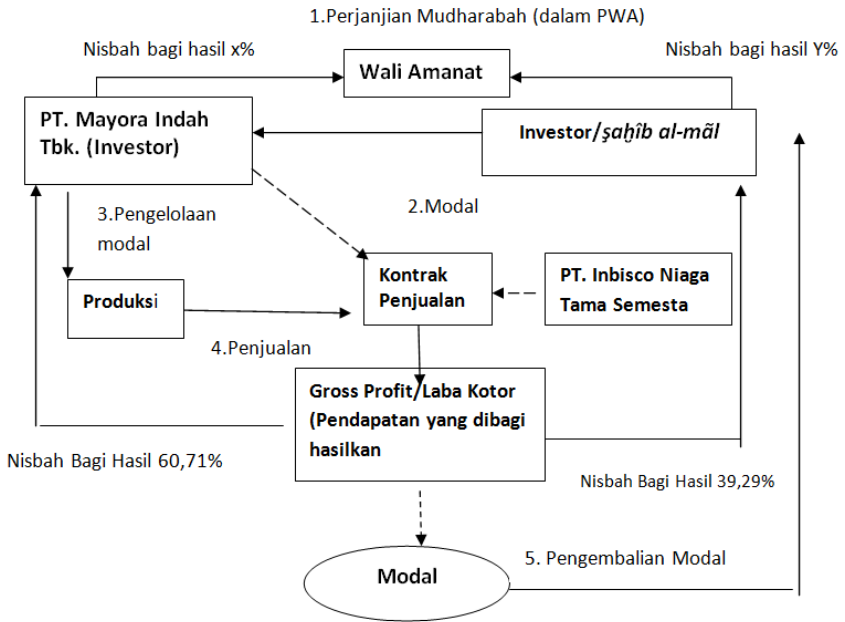 1.Perjanjian Mudharabah (dalam PWA)
Nisbah bagi hasil x%
Nisbah bagi hasil Y%
Wali Amanat
PT. Mayora Indah
Tbk. (Investor)
Investor/şaḫîb al-mãl
3.Pengelolaan
modal
2.Modal
Kontrak
Penjualan
PT. Inbisco Niaga
Tama Semesta
Produksi
4.Penjualan
Gross Profit/Laba Kotor
(Pendapatan yang dibagi
hasilkan
Nisbah Bagi Hasil 60,71%
Nisbah Bagi Hasil 39,29%
5. Pengembalian Modal
Modal